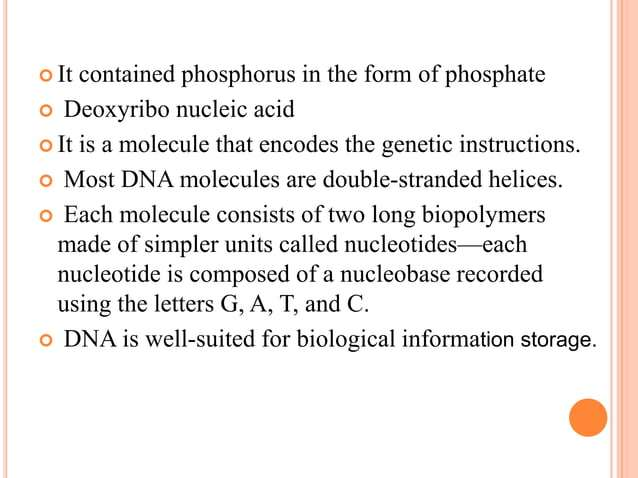 It contained phosphorus in the form of phosphate
Deoxyribo nucleic acid
It is a molecule that encodes the genetic instructions.
Most DNA molecules are double-stranded helices.
Each molecule consists of two long biopolymers
made of simpler units called nucleotides—each
nucleotide is composed of a nucleobase recorded
using the letters G, A, T, and C.
DNA is well-suited for biological information storage.